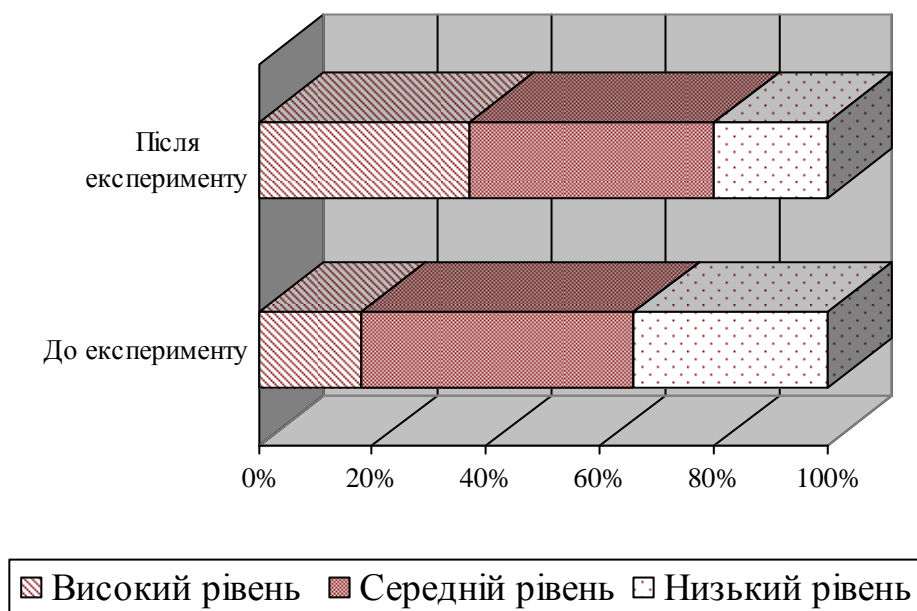 Після
експерименту
До експерименту
0% 20% 40% 60% 80% 100%
Високий рівень Середній рівень Низький рівень